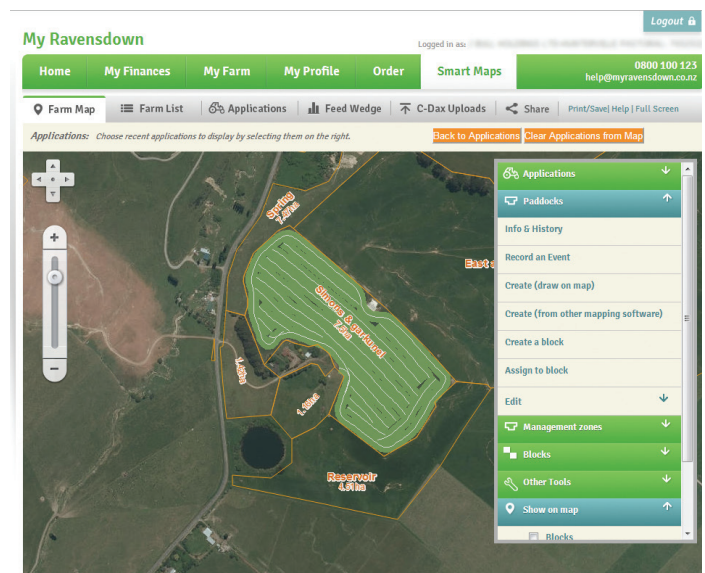 Logout
My Ravensdown
Logged in as:
Home My Finances My Farm My Profile Order Smart Maps
0800 100 123
help@myravensdown.co.nz
Farm Map Farm List Applications Feed Wedge C-Dax Uploads Share Print/Save| Help | Full Screen
Applications: Choose recent applications to display by selecting them on the right.
Back to Applications Clear Applications from Map
Spring
East
Simons &
1.42ha
Reservoir
4.91ha
Applications
Paddocks
Info & History
Record an Event
Create (draw on map)
Create (from other mapping software)
Create a block
Assign to block
Edit
Management zones
Blocks
Other Tools
Show on map
Blocks